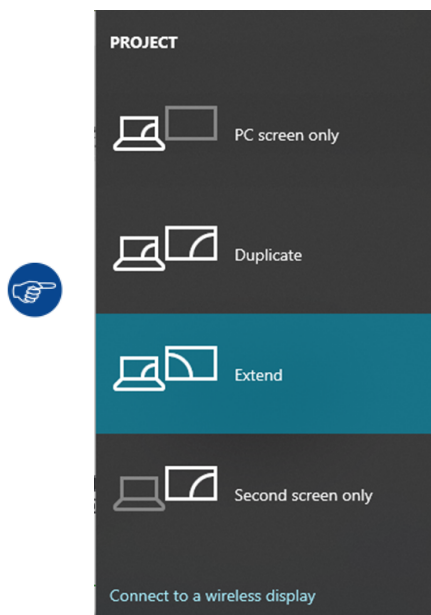 PROJECT
PC screen only
Duplicate
Extend
Second screen only
Connect to a wireless display